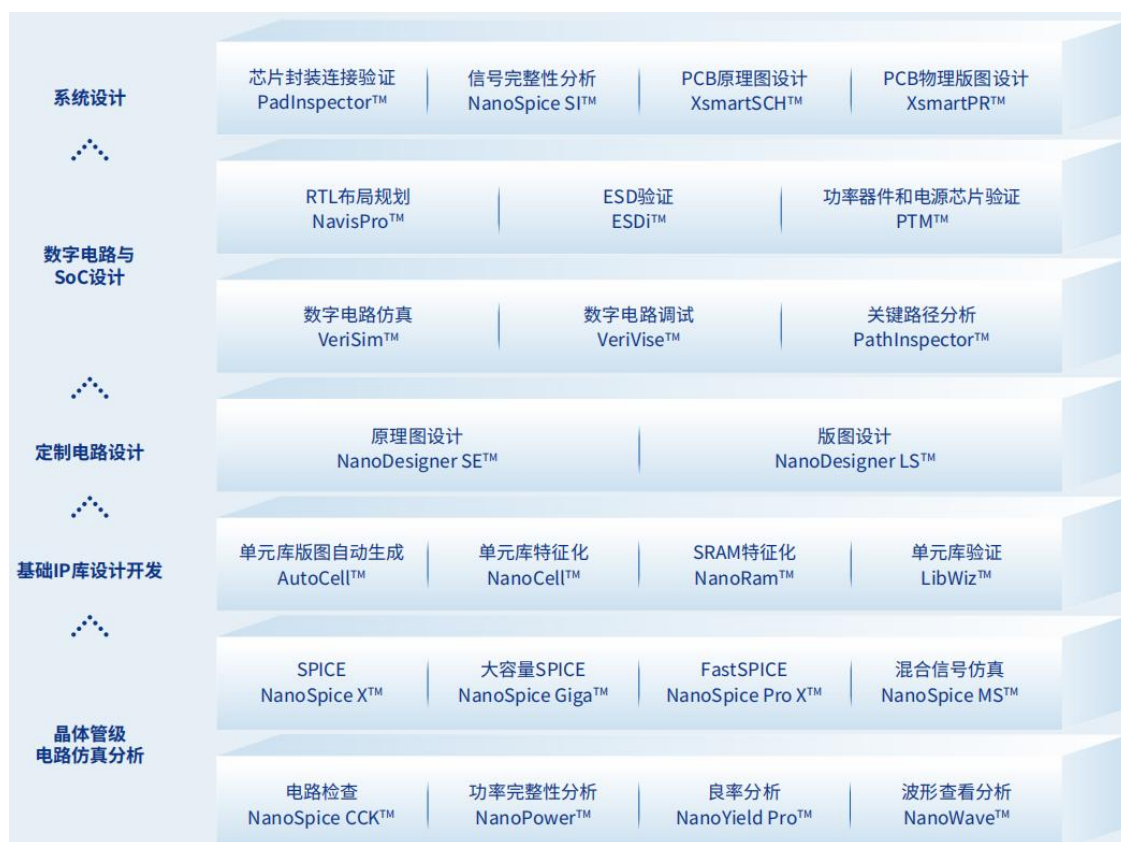 系统设计
芯片封装连接验证
PadInspector™
信号完整性分析
NanoSpice SI™
PCB原理图设计
XsmartSCH™
PCB物理版图设计
XsmartPR™
数字电路与
SoC设计
RTL布局规划
NavisPro™
ESD验证
ESDi™
功率器件和电源芯片验证
PTM™
数字电路仿真
VeriSim™
数字电路调试
VeriVise™
关键路径分析
PathInspector™
定制电路设计
原理图设计
NanoDesigner SE™
版图设计
NanoDesigner LS™
基础IP库设计开发
单元库版图自动生成
AutoCell™
单元库特征化
NanoCell™
SRAM特征化
NanoRam™
单元库验证
LibWiz™
晶体管级
电路仿真分析
SPICE
NanoSpice X™
大容量SPICE
NanoSpice Giga™
FastSPICE
NanoSpice Pro X™
混合信号仿真
NanoSpice MS™
电路检查
NanoSpice CCK™
功率完整性分析
NanoPower™
良率分析
NanoYield Pro™
波形查看分析
NanoWave™